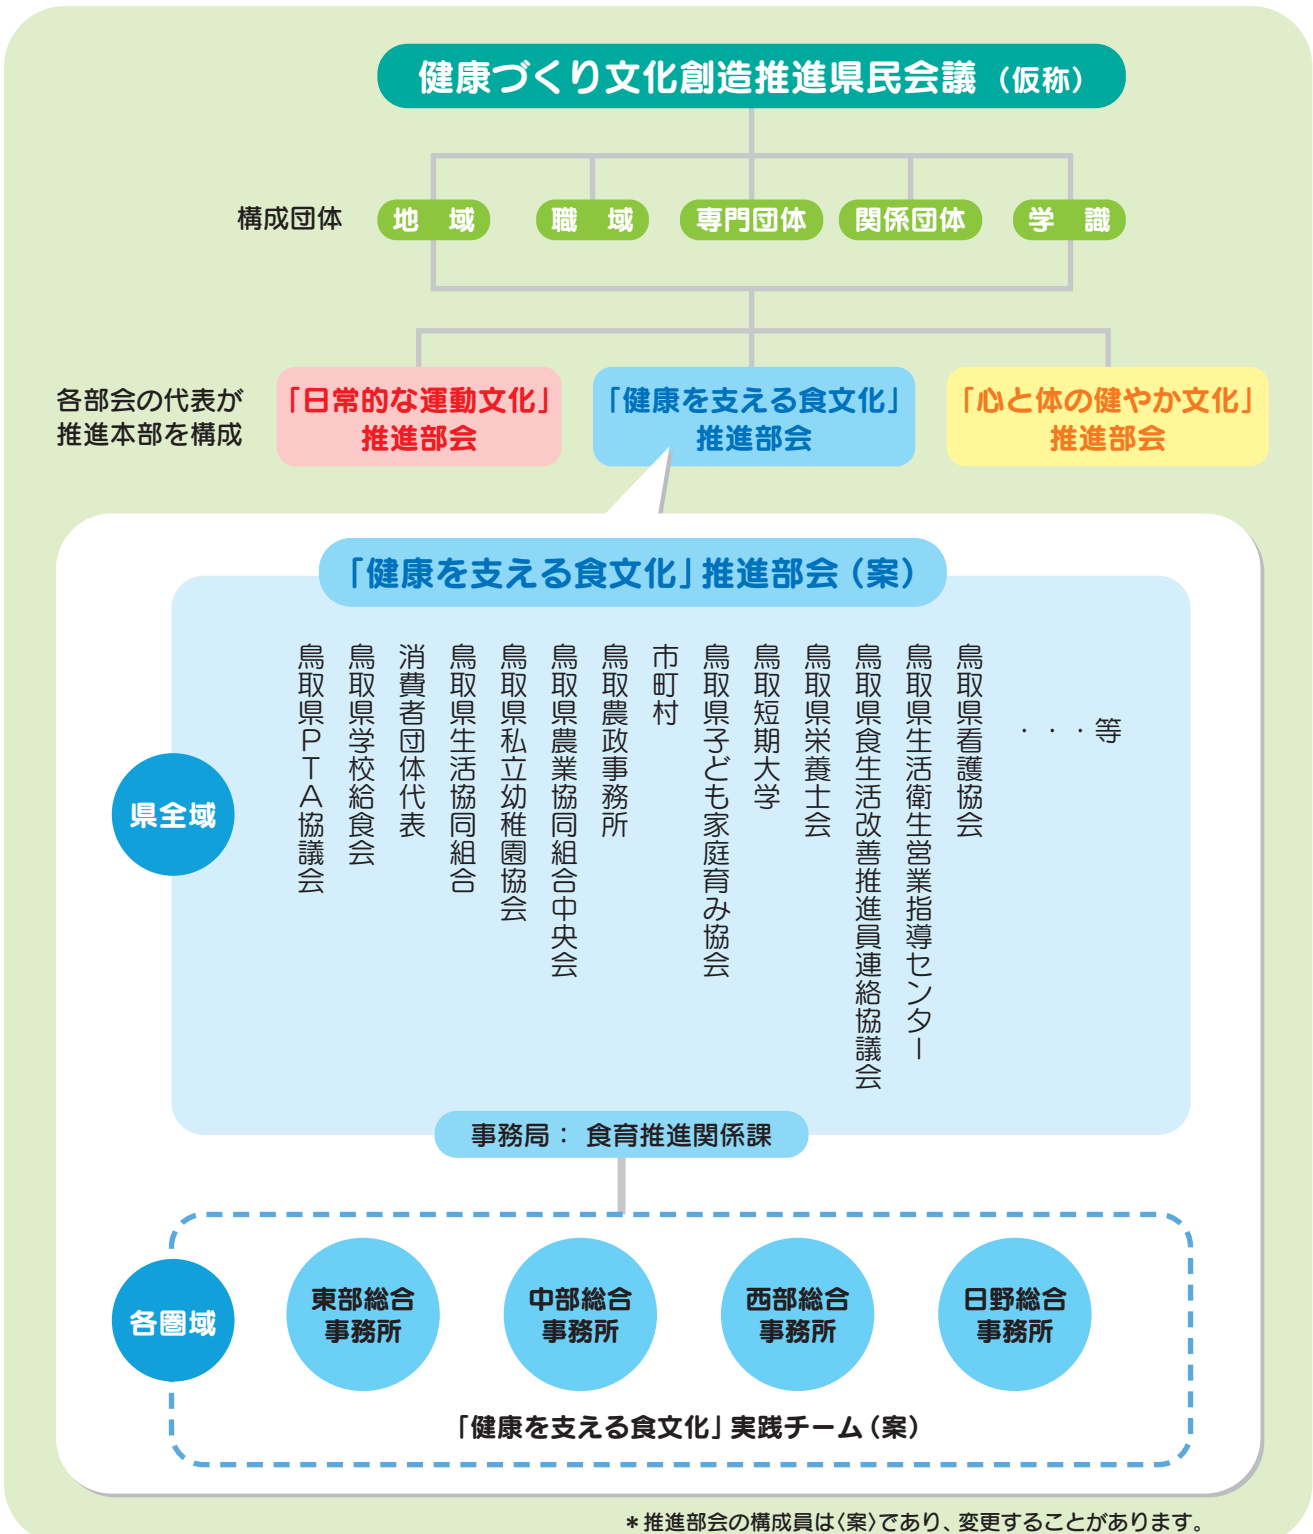 健康づくり文化創造推進県民会議（仮称）
構成団体
地　域
職　域
専門団体
関係団体
学　識
各部会の代表が
推進本部を構成
「日常的な運動文化」
推進部会
「健康を支える食文化」
推進部会
「心と体の健やか文化」
推進部会
「健康を支える食文化」推進部会（案）
県全域
鳥取県PTA協議会
鳥取県学校給食会
消費者団体代表
鳥取県生活協同組合
鳥取県私立幼稚園協会
鳥取県農業協同組合中央会
鳥取農政事務所
市町村
鳥取県子ども家庭育み協会
鳥取短期大学
鳥取県栄養士会
鳥取県食生活改善推進員連絡協議会
鳥取県生活衛生営業指導センター
鳥取県看護協会
・・・等
事務局： 食育推進関係課
各圏域
東部総合
事務所
中部総合
事務所
西部総合
事務所
日野総合
事務所
「健康を支える食文化」実践チーム（案）
＊推進部会の構成員は〈案〉であり、変更することがあります。